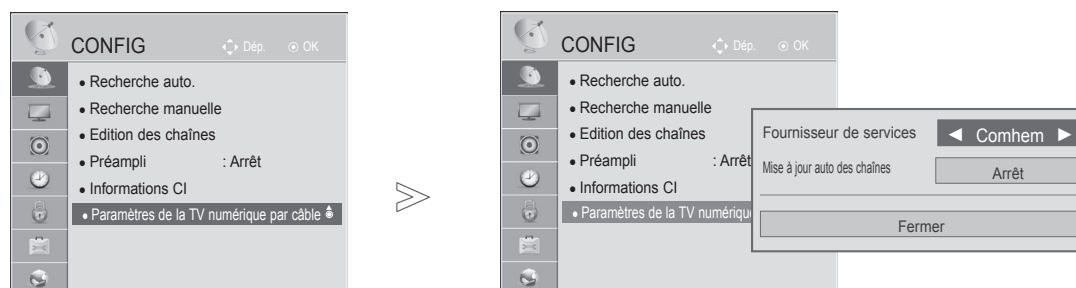 CONFIG
Dép.
OK
• Recherche auto.
• Recherche manuelle
• Edition des chaînes
• Préampli : Arrêt
• Informations CI
• Paramètres de la TV numérique par câble
CONFIG
Dép.
OK
• Recherche auto.
• Recherche manuelle
• Edition des chaînes
• Préampli : Arrêt
• Informations CI
• Paramètres de la TV numériqu
Fournisseur de services ◄ Comhem ►
Mise à jour auto des chaînes Arrêt
Fermer